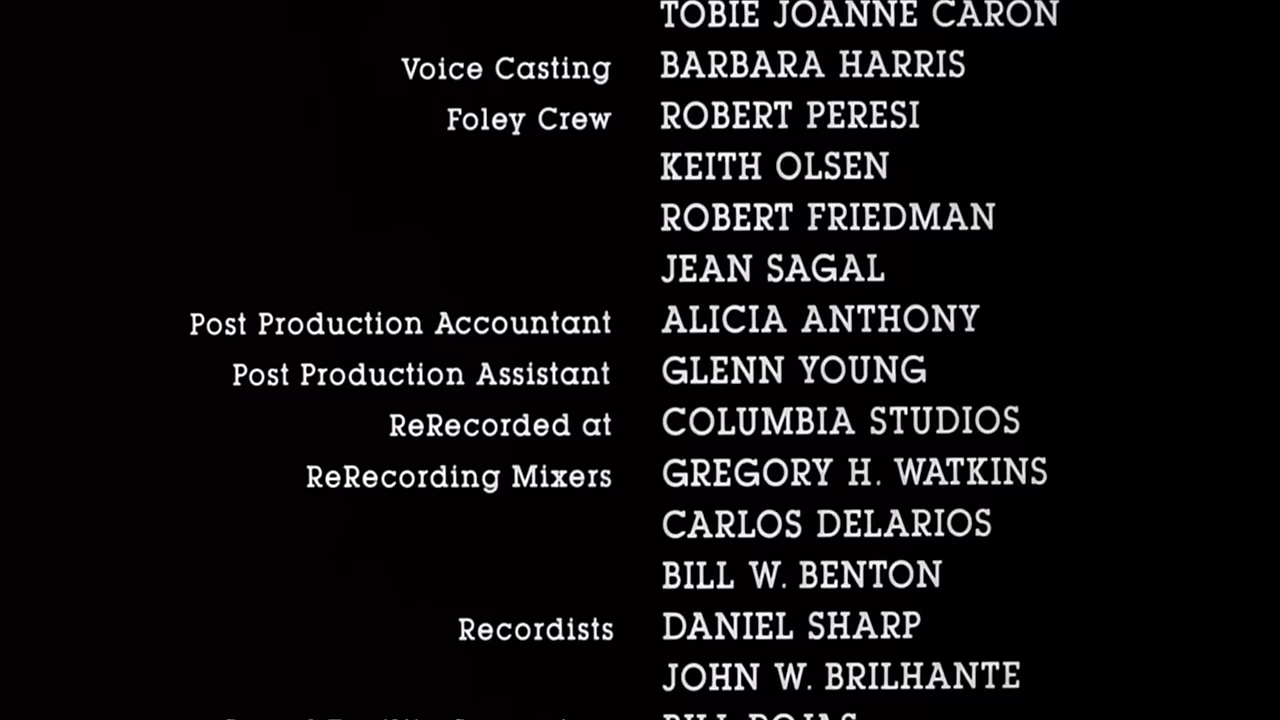 TOBIE JOANNE CARON
Voice Casting BARBARA HARRIS
Foley Crew ROBERT PERESI
KEITH OLSEN
ROBERT FRIEDMAN
JEAN SAGAL
Post Production Accountant ALICIA ANTHONY
Post Production Assistant GLENN YOUNG
ReRecorded at COLUMBIA STUDIOS
ReRecording Mixers GREGORY H. WATKINS
CARLOS DELARIOS
BILL W. BENTON
Recordists DANIEL SHARP
JOHN W. BRILHANTE